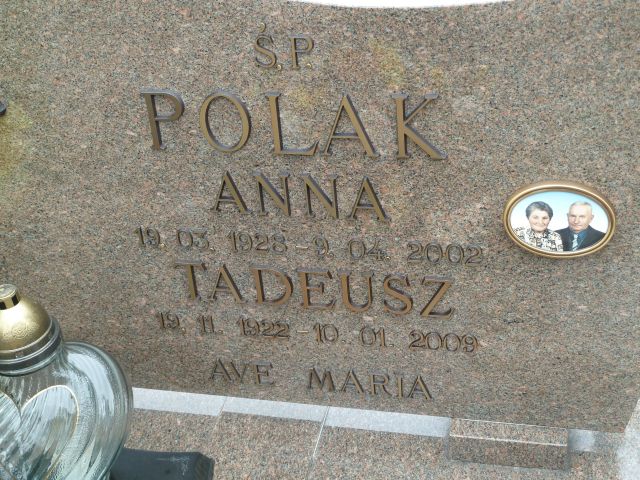 Ś.P.
POLAK
ANNA
19. 03. 1928 - 9. 04. 2002
TADEUSZ
19. 11. 1922 - 10. 01. 2009
AVE MARIA